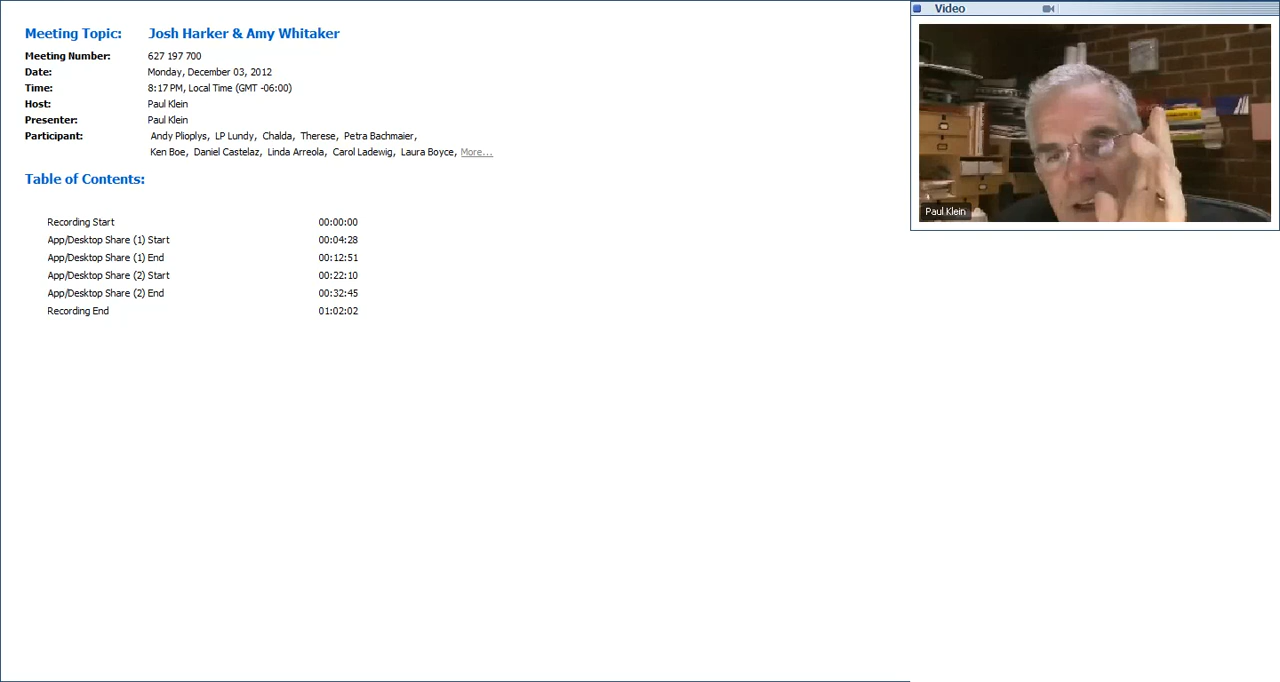 Meeting Topic: Josh Harker & Amy Whitaker
Meeting Number: 627 197 700
Date: Monday, December 03, 2012
Time: 8:17 PM, Local Time (GMT -06:00)
Host: Paul Klein
Presenter: Paul Klein
Participant: Andy Plioplys, LP Lundy, Chalda, Therese, Petra Bachmaier,
Ken Boe, Daniel Castelaz, Linda Arreola, Carol Ladewig, Laura Boyce, More...
Table of Contents:
Recording Start 00:00:00
App/Desktop Share (1) Start 00:04:28
App/Desktop Share (1) End 00:12:51
App/Desktop Share (2) Start 00:22:10
App/Desktop Share (2) End 00:32:45
Recording End 01:02:02
Video
Paul Klein